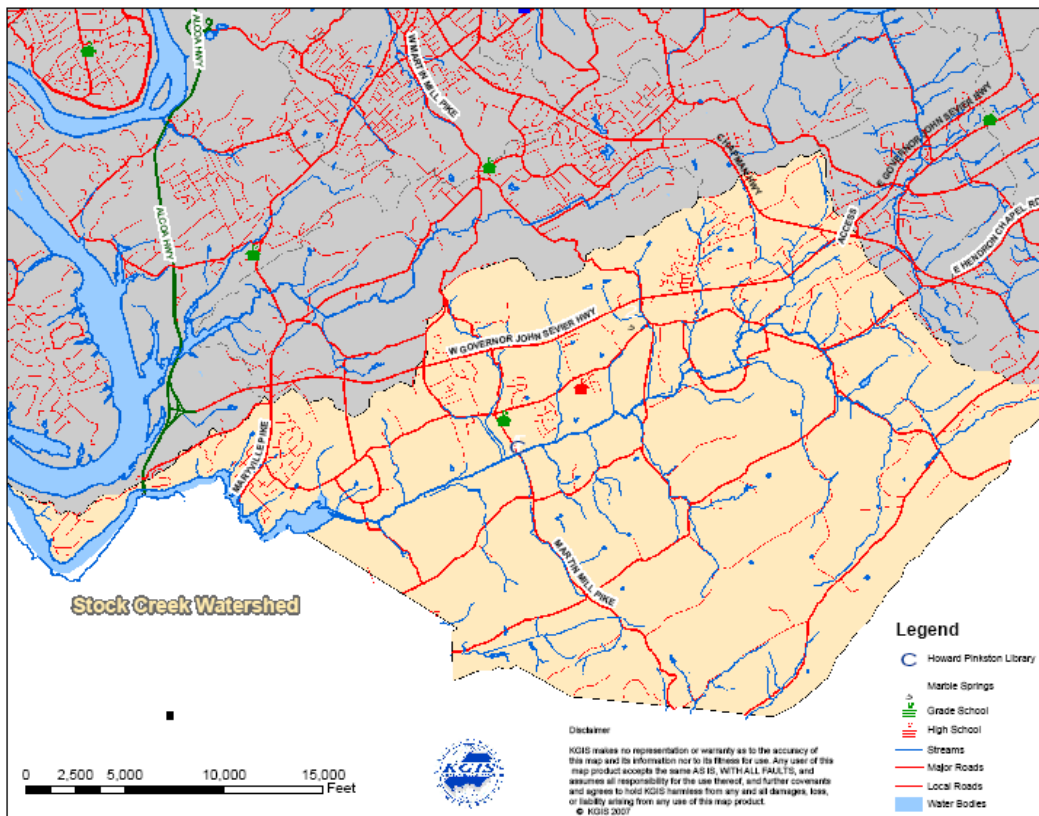 ALCOA HWY
W MARTIN MILL PIKE
CHAPMAN HWY
E GOVERNOR JOHN SEVIER HWY
ACCESS
E HENDRON CHAPEL RD
ALCOA HWY
W GOVERNOR JOHN SEVIER HWY
MARYVILLE PIKE
MARTIN MILL PIKE
Stock Creek Watershed
Legend
Howard Pinkston Library
Marble Springs
Grade School
High School
Streams
Major Roads
Local Roads
Water Bodies
0 2,500 5,000 10,000 15,000
Feet
KGIS
Disclaimer
KGIS makes no representation or warranty as to the accuracy of
this map and its information nor to its fitness for use. Any user of this
map product accepts the same AS IS, WITH ALL FAULTS, and
assumes all responsibility for the use thereof, and further covenants
and agrees to hold KGIS harmless from any and all damages, loss,
or liability arising from any use of this map product.
© KGIS 2007